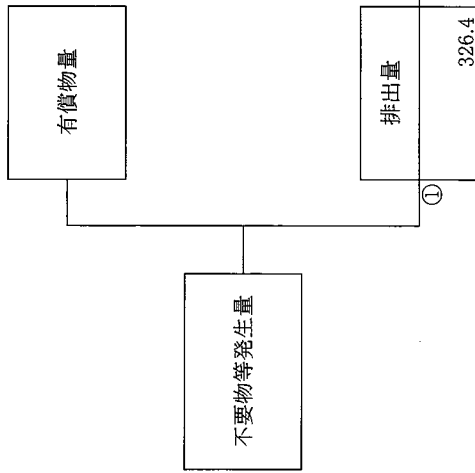 不要物等発生量
有償物量
①
排出量
326.4